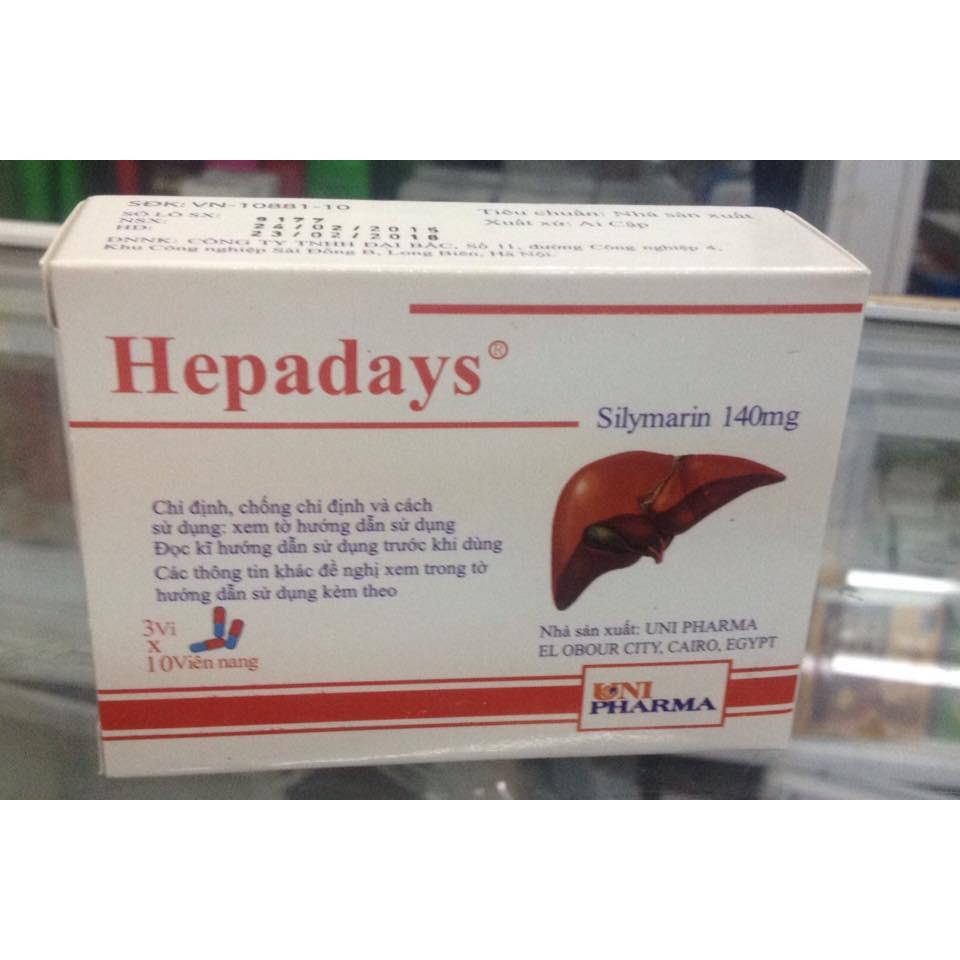 SĐK: VN-10881-10
SỐ LÔ SX: 9177
NSX: 24/02/2015
HD: 23/02/2018
ĐNNK: CÔNG TY TNHH ĐẠI BẮC, Số 11, đường Công nghiệp 4,
Khu Công nghiệp Sài Đồng B, Long Biên, Hà Nội.
Tiêu chuẩn: Nhà sản xuất
Xuất xứ: Ai Cập
Hepadays®
Silymarin 140mg
Chỉ định, chống chỉ định và cách
sử dụng: xem tờ hướng dẫn sử dụng
Đọc kĩ hướng dẫn sử dụng trước khi dùng
Các thông tin khác đề nghị xem trong tờ
hướng dẫn sử dụng kèm theo
3Vỉ
X
10Viên nang
Nhà sản xuất: UNI PHARMA
EL OBOUR CITY, CAIRO, EGYPT
UNI
PHARMA